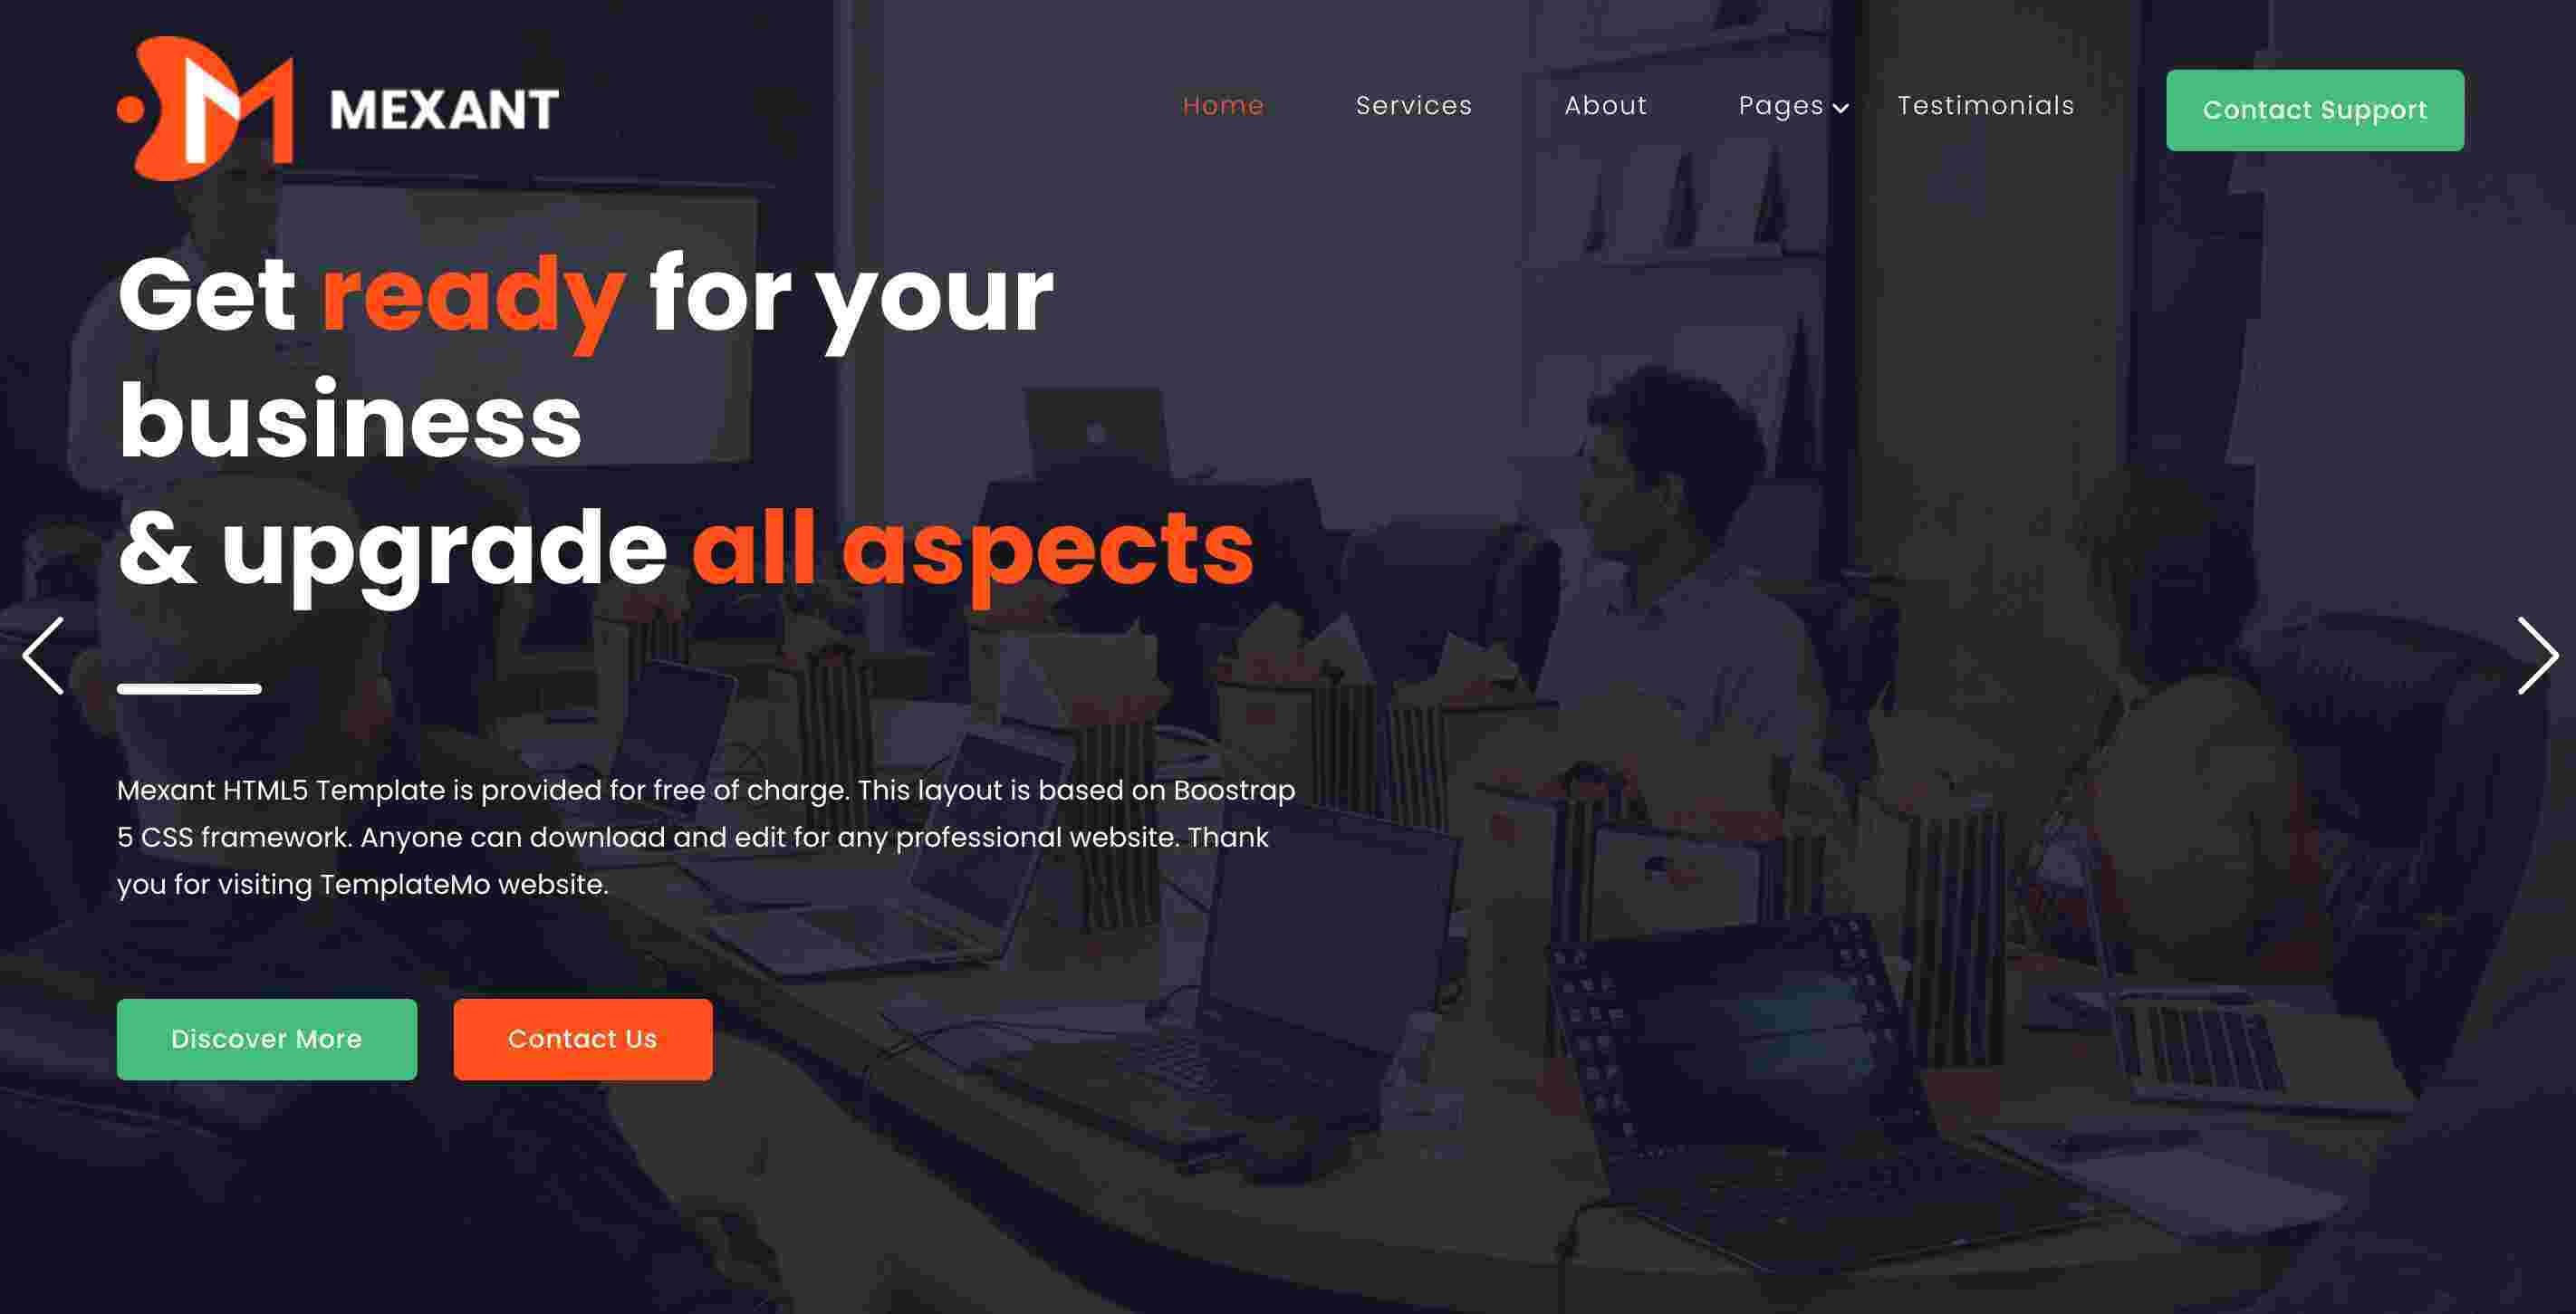 MEXANT
Home Services About Pages Testimonials Contact Support
Get ready for your
business
& upgrade all aspects
Mexant HTML5 Template is provided for free of charge. This layout is based on Boostrap
5 CSS framework. Anyone can download and edit for any professional website. Thank
you for visiting TemplateMo website.
Discover More Contact Us